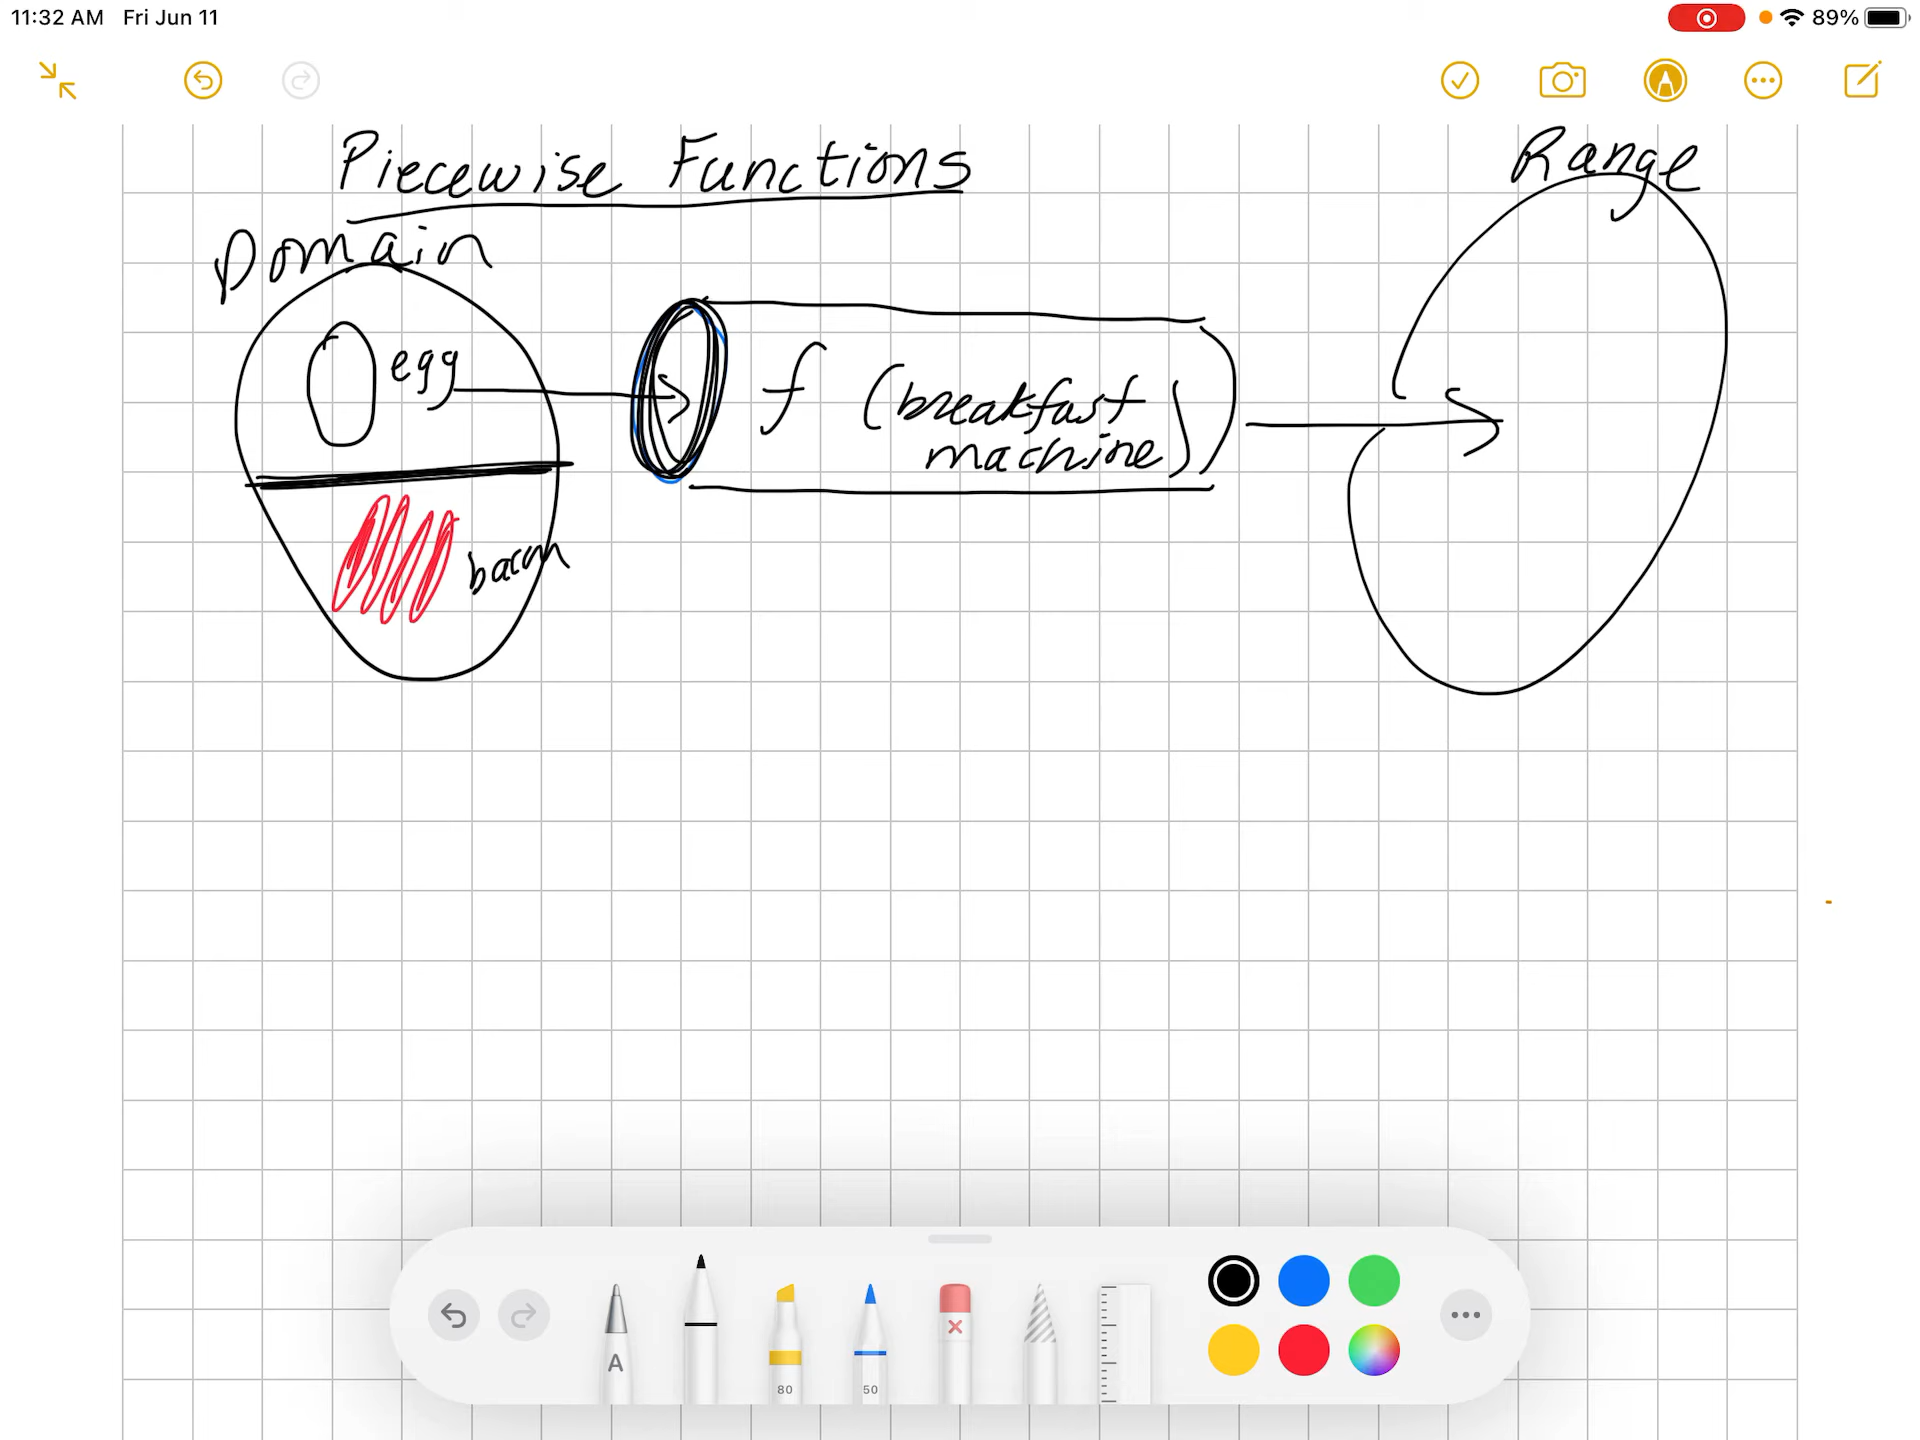 11:32 AM Fri Jun 11
89%
Piecewise Functions
Range
Domain
egg
f (breakfast
machine)
bacon
A
80
50